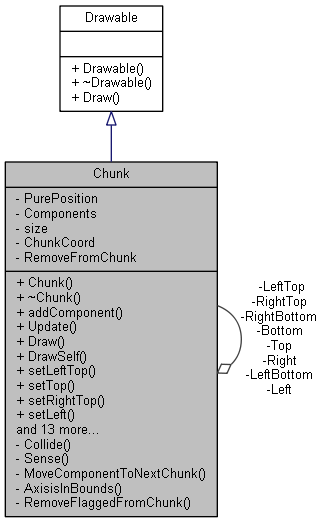 Drawable
+ Drawable()
+ ~Drawable()
+ Draw()
Chunk
- PurePosition
- Components
- size
- ChunkCoord
- RemoveFromChunk
+ Chunk()
+ ~Chunk()
+ addComponent()
+ Update()
+ Draw()
+ DrawSelf()
+ setLeftTop()
+ setTop()
+ setRightTop()
+ setLeft()
and 13 more...
- Collide()
- Sense()
- MoveComponentToNextChunk()
- AxisisInBounds()
- RemoveFlaggedFromChunk()
-LeftTop
-RightTop
-RightBottom
-Bottom
-Top
-Right
-LeftBottom
-Left